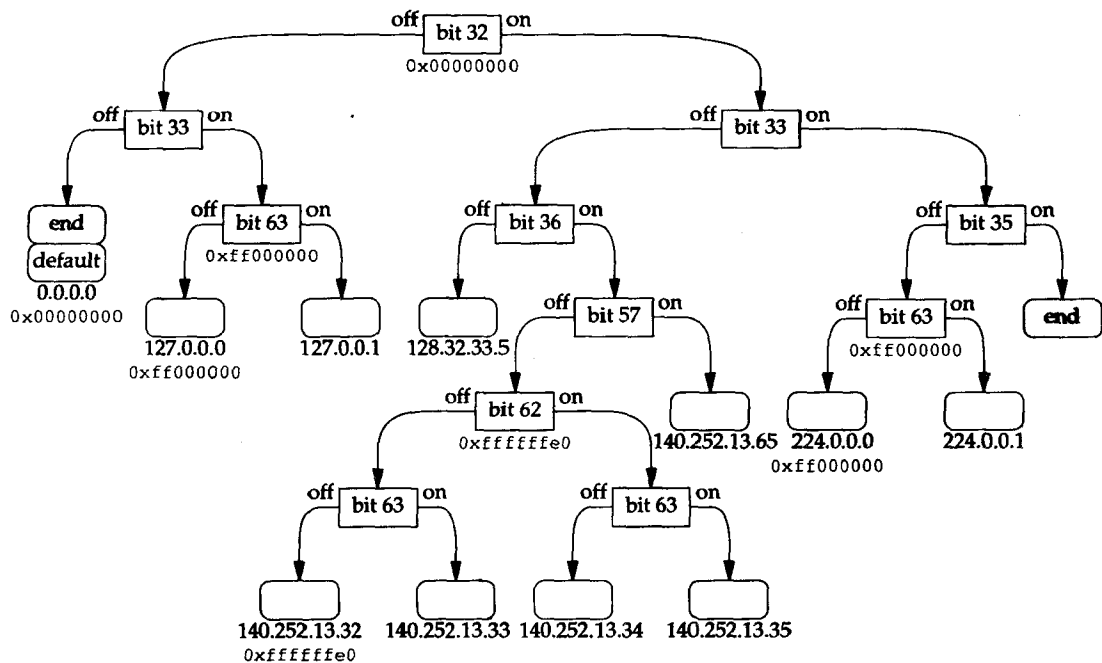 off bit 32 on
0x00000000
off bit 33 on
off bit 33 on
end
default
0.0.0.0
0x00000000
off bit 63 on
0xff000000
off bit 36 on
off bit 35 on
127.0.0.0
0xff000000
127.0.0.1
128.32.33.5
off bit 57 on
off bit 63 on
0xff000000
end
off bit 62 on
0xffffffe0
140.252.13.65
224.0.0.0
0xff000000
224.0.0.1
off bit 63 on
off bit 63 on
140.252.13.32
0xffffffe0
140.252.13.33
140.252.13.34
140.252.13.35